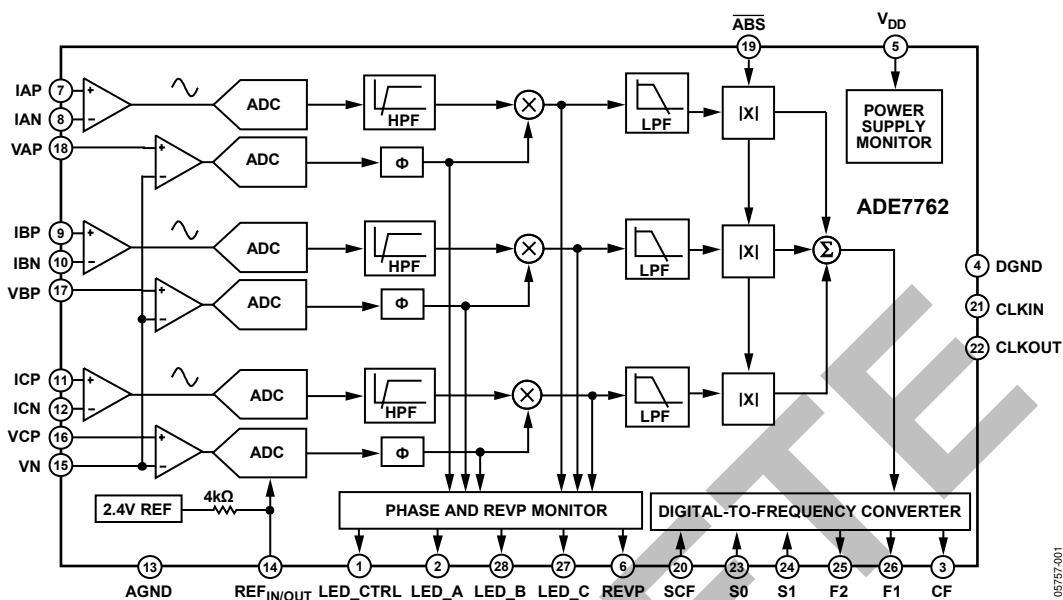 ABS
VDD
19
5
IAP 7 +
IAN 8 –
ADC
HPF
×
LPF
|X|
POWER
SUPPLY
MONITOR
VAP 18 +
–
ADC
Φ
ADE7762
IBP 9 +
IBN 10 –
ADC
HPF
×
LPF
|X|
Σ
4 DGND
VBP 17 +
–
ADC
Φ
21 CLKIN
22 CLKOUT
ICP 11 +
ICN 12 –
ADC
HPF
×
LPF
|X|
VCP 16 +
VN 15 –
ADC
Φ
2.4V REF
4kΩ
PHASE AND REVP MONITOR
DIGITAL-TO-FREQUENCY CONVERTER
13 14 1 2 28 27 6 20 23 24 25 26 3
AGND REFIN/OUT LED_CTRL LED_A LED_B LED_C REVP SCF S0 S1 F2 F1 CF
05757-001
ETE